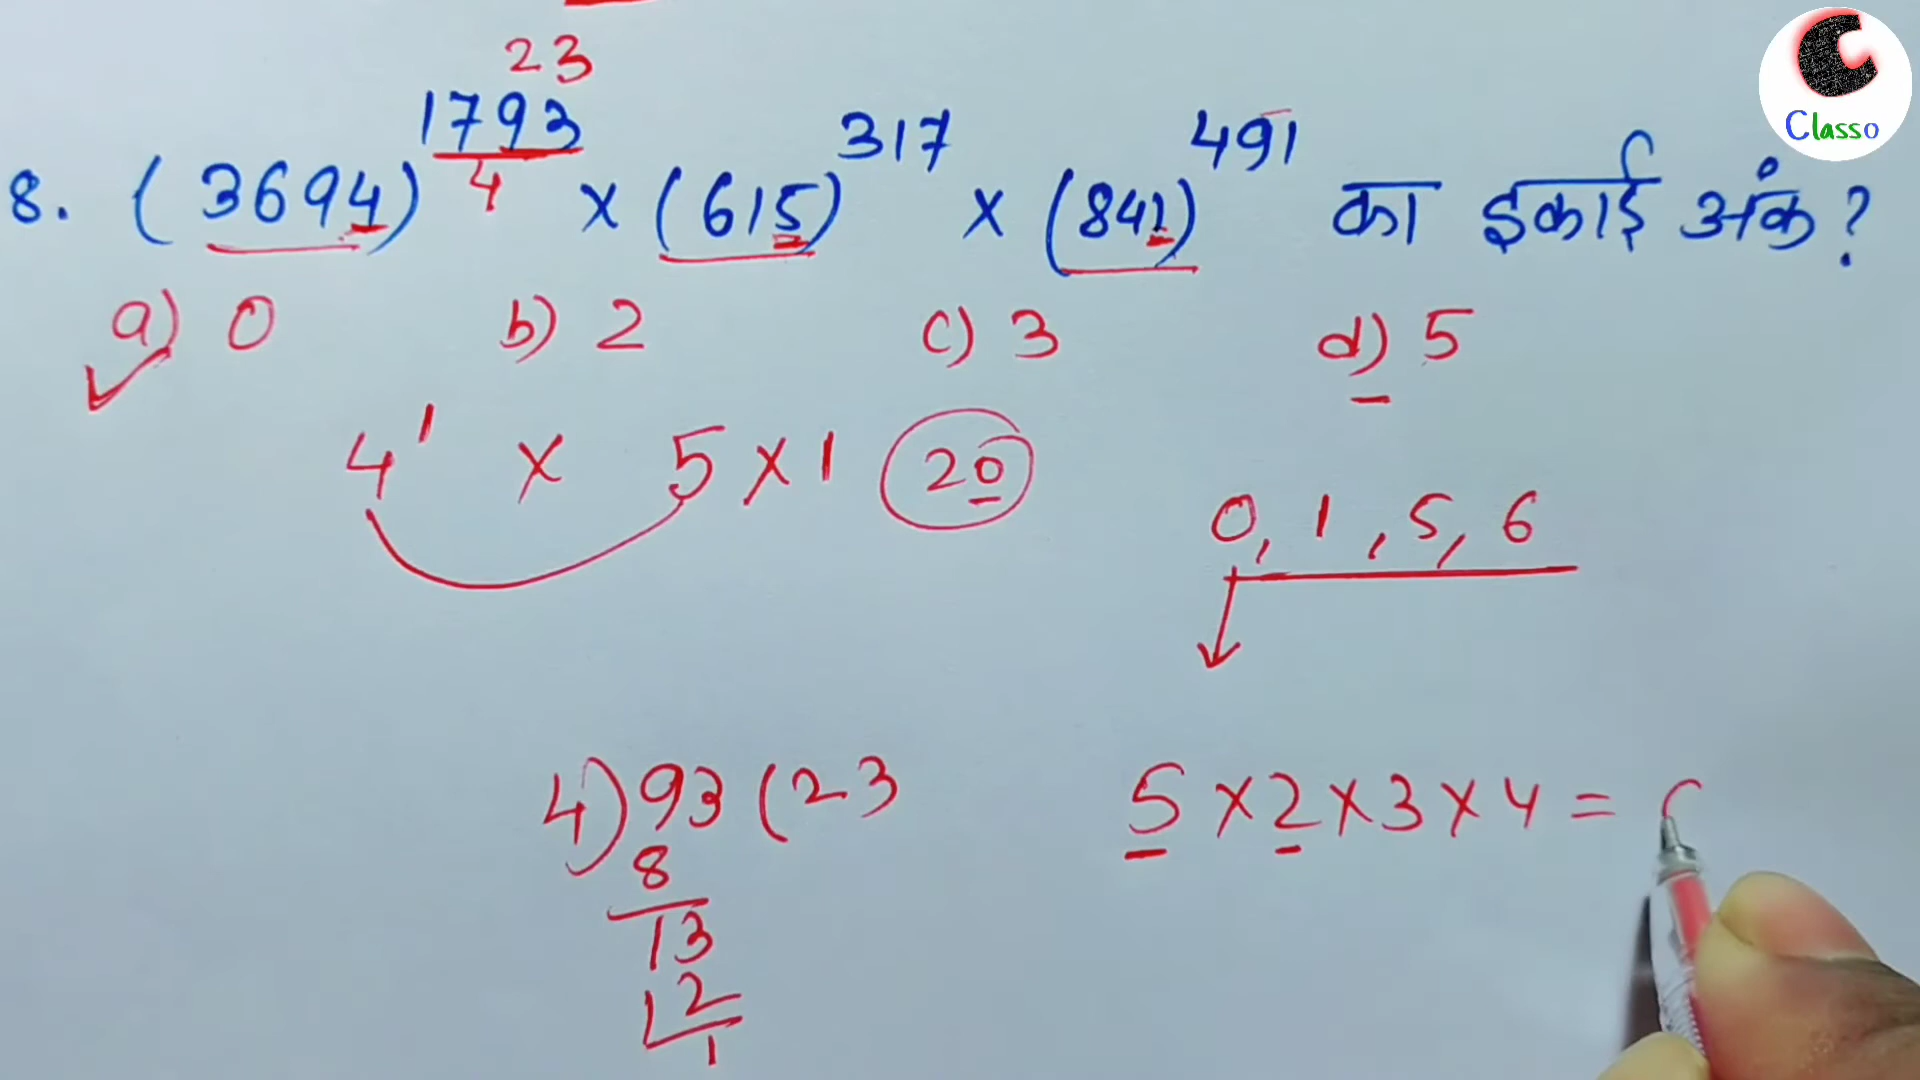 23
8. (3694)^1793/4 × (615)^317 × (841)^491 का इकाई अंक?
a) 0 b) 2 c) 3 d) 5
4^1 × 5 × 1 20
0, 1, 5, 6
4) 93 (23
8
13
12
1
5 × 2 × 3 × 4 =
C
Classo